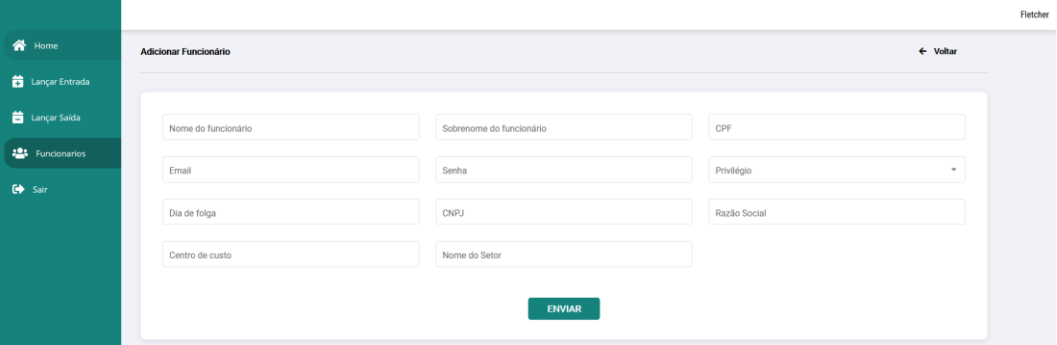 Fletcher
Home
Lançar Entrada
Lançar Saída
Funcionarios
Sair
Adicionar Funcionário
Voltar
Nome do funcionário
Sobrenome do funcionário
CPF
Email
Senha
Privilégio
Dia de folga
CNPJ
Razão Social
Centro de custo
Nome do Setor
ENVIAR